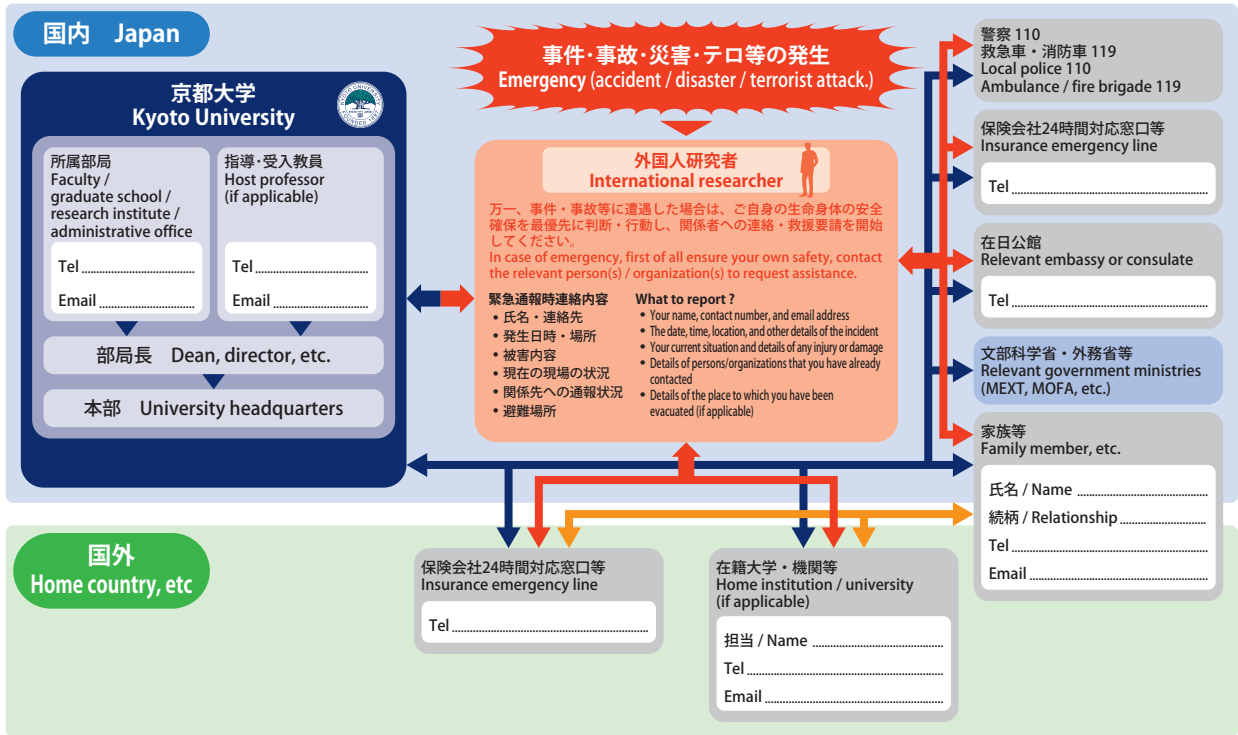 国内 Japan
事件･事故･災害･テロ等の発生
Emergency (accident / disaster / terrorist attack.)
京都大学
Kyoto University
KYOTO UNIVERSITY
FOUNDED 1897
所属部局
Faculty /
graduate school /
research institute /
administrative office
Tel
Email
指導･受入教員
Host professor
(if applicable)
Tel
Email
部局長 Dean, director, etc.
本部 University headquarters
外国人研究者
International researcher
万一、事件・事故等に遭遇した場合は、ご自身の生命身体の安全
確保を最優先に判断・行動し、関係者への連絡・救援要請を開始
してください。
In case of emergency, first of all ensure your own safety, contact
the relevant person(s) / organization(s) to request assistance.
緊急通報時連絡内容
• 氏名・連絡先
• 発生日時・場所
• 被害内容
• 現在の現場の状況
• 関係先への通報状況
• 避難場所
What to report ?
• Your name, contact number, and email address
• The date, time, location, and other details of the incident
• Your current situation and details of any injury or damage
• Details of persons/organizations that you have already
contacted
• Details of the place to which you have been
evacuated (if applicable)
警察 110
救急車・消防車 119
Local police 110
Ambulance / fire brigade 119
保険会社24時間対応窓口等
Insurance emergency line
Tel
在日公館
Relevant embassy or consulate
Tel
文部科学省・外務省等
Relevant government ministries
(MEXT, MOFA, etc.)
家族等
Family member, etc.
氏名 / Name
続柄 / Relationship
Tel
Email
国外
Home country, etc
保険会社24時間対応窓口等
Insurance emergency line
Tel
在籍大学・機関等
Home institution / university
(if applicable)
担当 / Name
Tel
Email